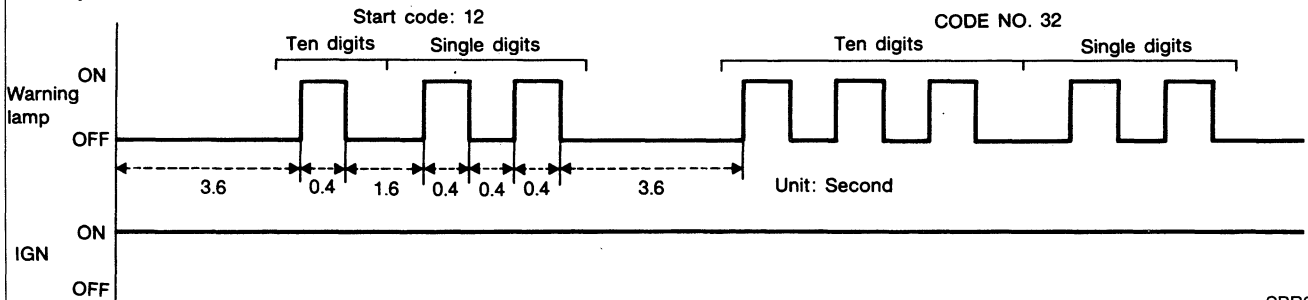 Start code: 12
CODE NO. 32
Ten digits Single digits
Ten digits Single digits
ON
Warning
lamp
OFF
3.6 0.4 1.6 0.4 0.4 0.4 3.6 Unit: Second
ON
IGN
OFF